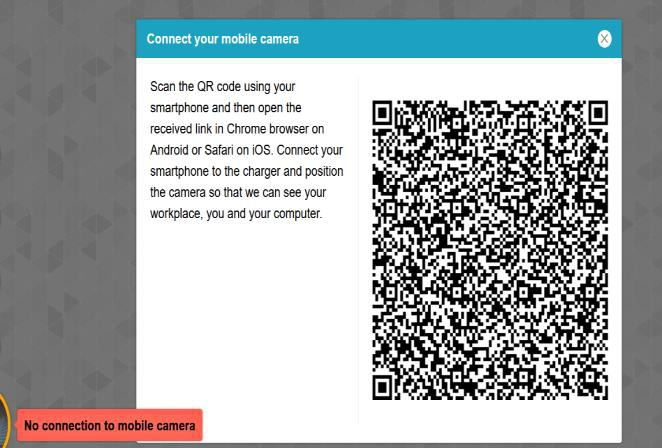 Connect your mobile camera
Scan the QR code using your
smartphone and then open the
received link in Chrome browser on
Android or Safari on iOS. Connect your
smartphone to the charger and position
the camera so that we can see your
workplace, you and your computer.
No connection to mobile camera